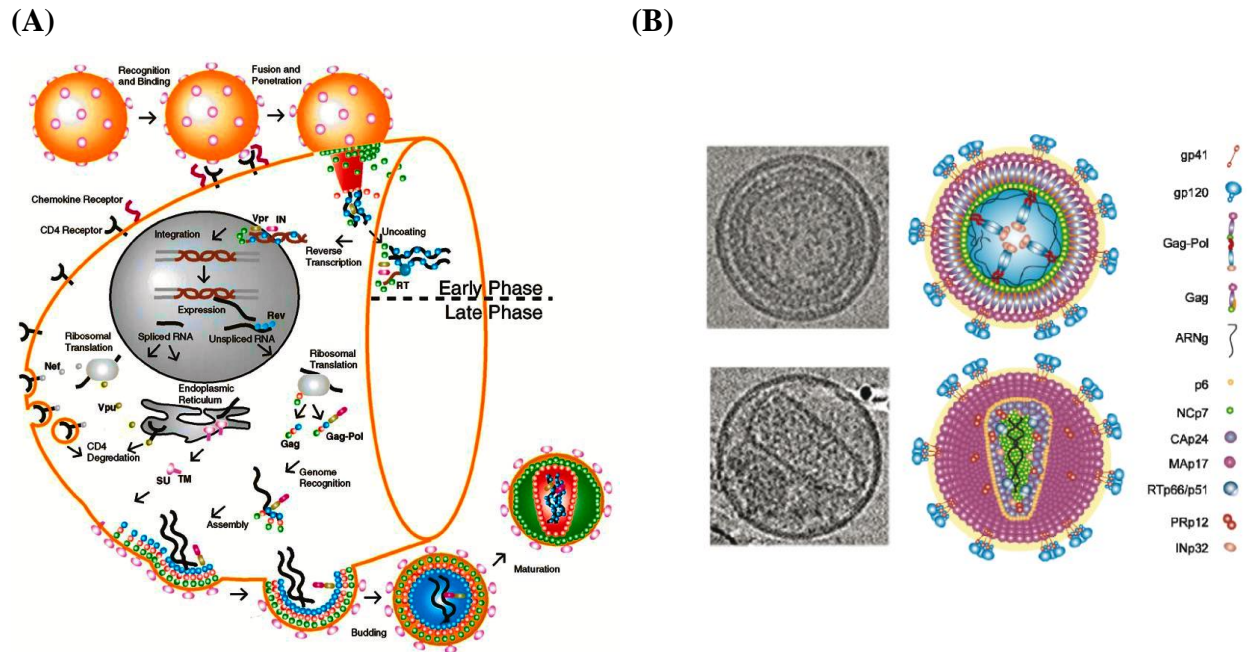 (A)
(B)
Recognition
and Binding
Fusion and
Penetration
Chemokine Receptor
CD4 Receptor
Vpr
IN
Integration
Uncoating
Reverse
Transcription
RT
Early Phase
Late Phase
Expression
Rev
Spliced RNA
Unspliced RNA
Ribosomal
Translation
Nef
Vpu
Endoplasmic
Reticulum
Ribosomal
Translation
Gag
Gag-Pol
CD4
Degredation
SU
TM
Genome
Recognition
Assembly
Budding
Maturation
gp41
gp120
Gag-Pol
Gag
ARNg
p6
NCp7
CAp24
MAp17
RTp66/p51
PRp12
INp32